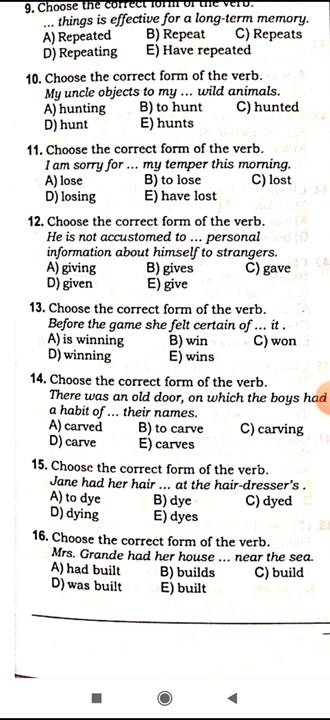 9. Choose the correct form of the verb.
... things is effective for a long-term memory.
A) Repeated B) Repeat C) Repeats
D) Repeating E) Have repeated
10. Choose the correct form of the verb.
My uncle objects to my ... wild animals.
A) hunting B) to hunt C) hunted
D) hunt E) hunts
11. Choose the correct form of the verb.
I am sorry for ... my temper this morning.
A) lose B) to lose C) lost
D) losing E) have lost
12. Choose the correct form of the verb.
He is not accustomed to ... personal
information about himself to strangers.
A) giving B) gives C) gave
D) given E) give
13. Choose the correct form of the verb.
Before the game she felt certain of ... it .
A) is winning B) win C) won
D) winning E) wins
14. Choose the correct form of the verb.
There was an old door, on which the boys had
a habit of ... their names.
A) carved B) to carve C) carving
D) carve E) carves
15. Choose the correct form of the verb.
Jane had her hair ... at the hair-dresser's .
A) to dye B) dye C) dyed
D) dying E) dyes
16. Choose the correct form of the verb.
Mrs. Grande had her house ... near the sea.
A) had built B) builds C) build
D) was built E) built